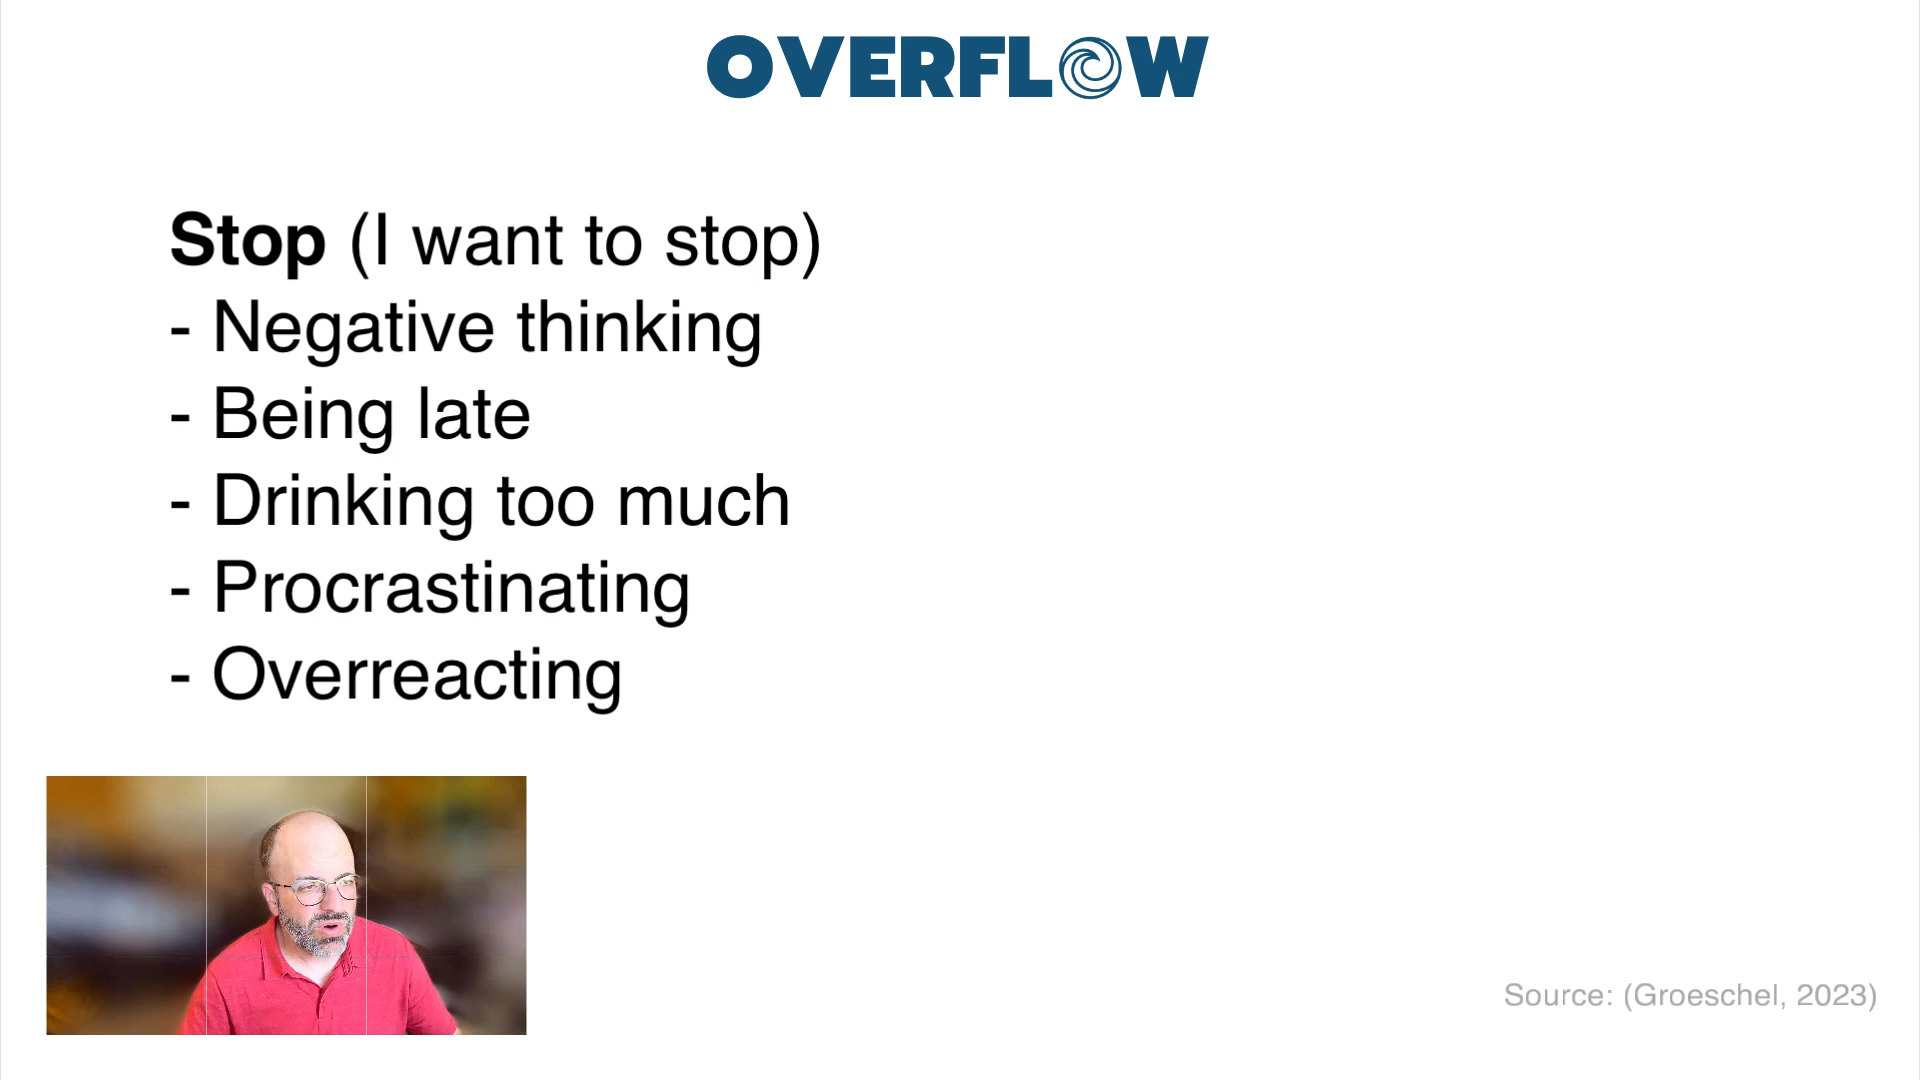 OVERFLOW
Stop (I want to stop)
- Negative thinking
- Being late
- Drinking too much
- Procrastinating
- Overreacting
Source: (Groeschel, 2023)